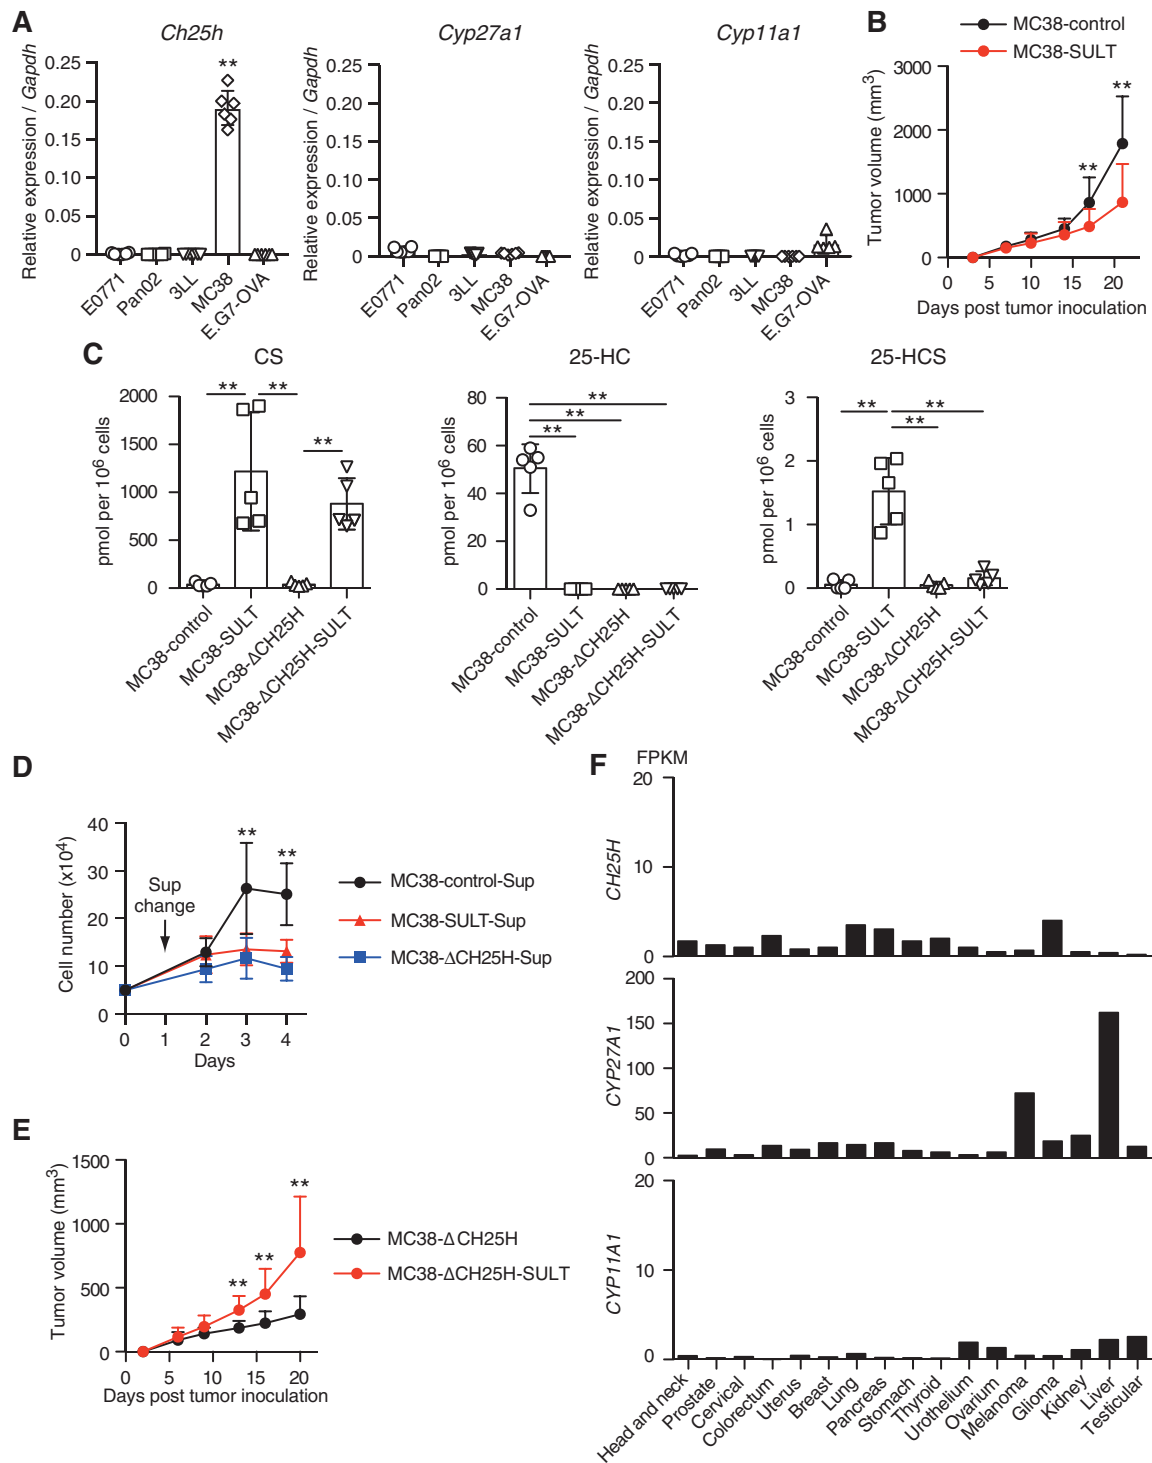 A
Ch25h
Relative expression / Gapdh
0.25
0.20
0.15
0.10
0.05
0
**
E0771
Pan02
3LL
MC38
E.G7-OVA
Cyp27a1
Relative expression / Gapdh
0.25
0.20
0.15
0.10
0.05
0
E0771
Pan02
3LL
MC38
E.G7-OVA
Cyp11a1
Relative expression / Gapdh
0.25
0.20
0.15
0.10
0.05
0
E0771
Pan02
3LL
MC38
E.G7-OVA
B
MC38-control
MC38-SULT
Tumor volume (mm3)
3000
2000
1000
0
**
**
0 5 10 15 20
Days post tumor inoculation
C
CS
pmol per 10^6 cells
2000
1500
1000
500
0
** **
**
MC38-control
MC38-SULT
MC38-ΔCH25H
MC38-ΔCH25H-SULT
25-HC
pmol per 10^6 cells
80
60
40
20
0
**
**
**
MC38-control
MC38-SULT
MC38-ΔCH25H
MC38-ΔCH25H-SULT
25-HCS
pmol per 10^6 cells
3
2
1
0
** **
**
MC38-control
MC38-SULT
MC38-ΔCH25H
MC38-ΔCH25H-SULT
D
Cell number (x10^4)
40
30
20
10
0
Sup
change
**
**
0 1 2 3 4
Days
MC38-control-Sup
MC38-SULT-Sup
MC38-ΔCH25H-Sup
E
Tumor volume (mm3)
1500
1000
500
0
**
**
**
0 5 10 15 20
Days post tumor inoculation
MC38-ΔCH25H
MC38-ΔCH25H-SULT
F
FPKM
CH25H
20
10
0
CYP27A1
200
150
100
50
0
CYP11A1
20
10
0
Head and neck
Prostate
Cervical
Colorectum
Uterus
Breast
Lung
Pancreas
Stomach
Thyroid
Urothelium
Ovarium
Melanoma
Glioma
Kidney
Liver
Testicular